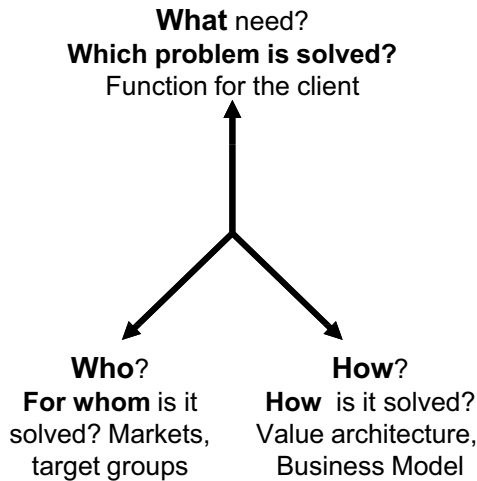 What need?
Which problem is solved?
Function for the client
Who?
For whom is it
solved? Markets,
target groups
How?
How is it solved?
Value architecture,
Business Model